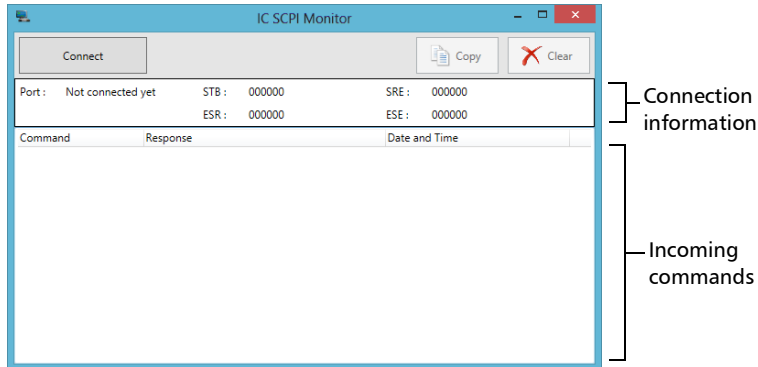 IC SCPI Monitor
Connect
Copy
Clear
Port : Not connected yet STB : 000000 SRE : 000000
ESR : 000000 ESE : 000000
Connection
information
Command Response Date and Time
Incoming
commands